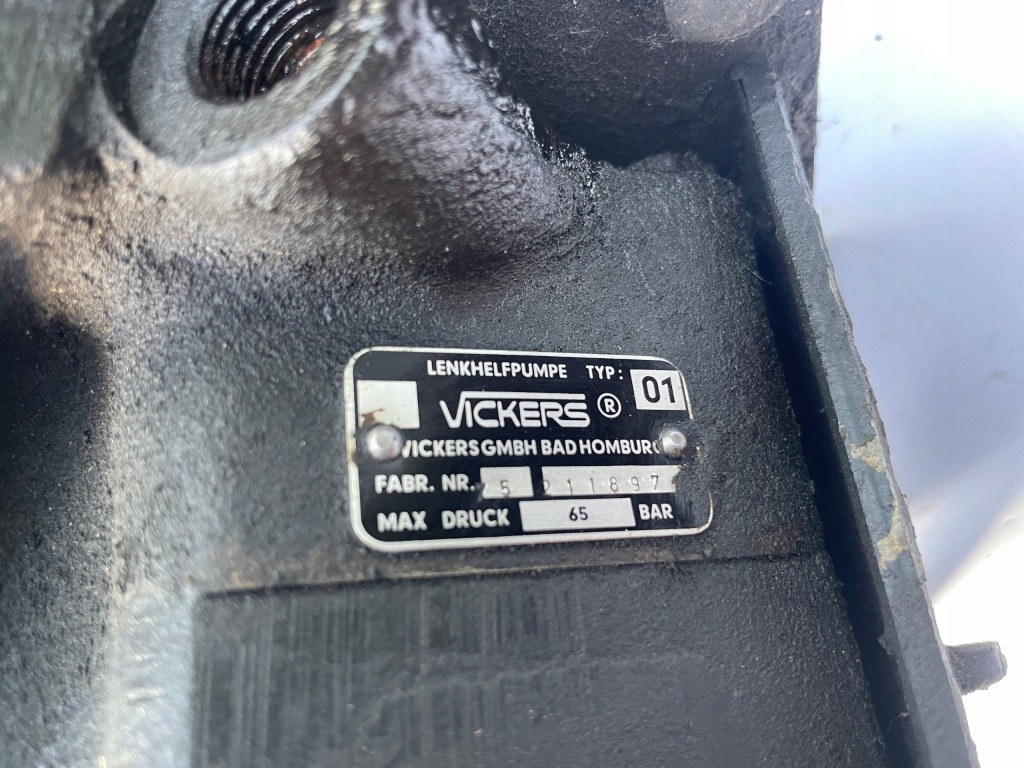 LENKHELFPUMPE TYP: 01
VICKERS®
VICKERS GMBH BAD HOMBURG
FABR. NR. 5 211897
MAX DRUCK 65 BAR